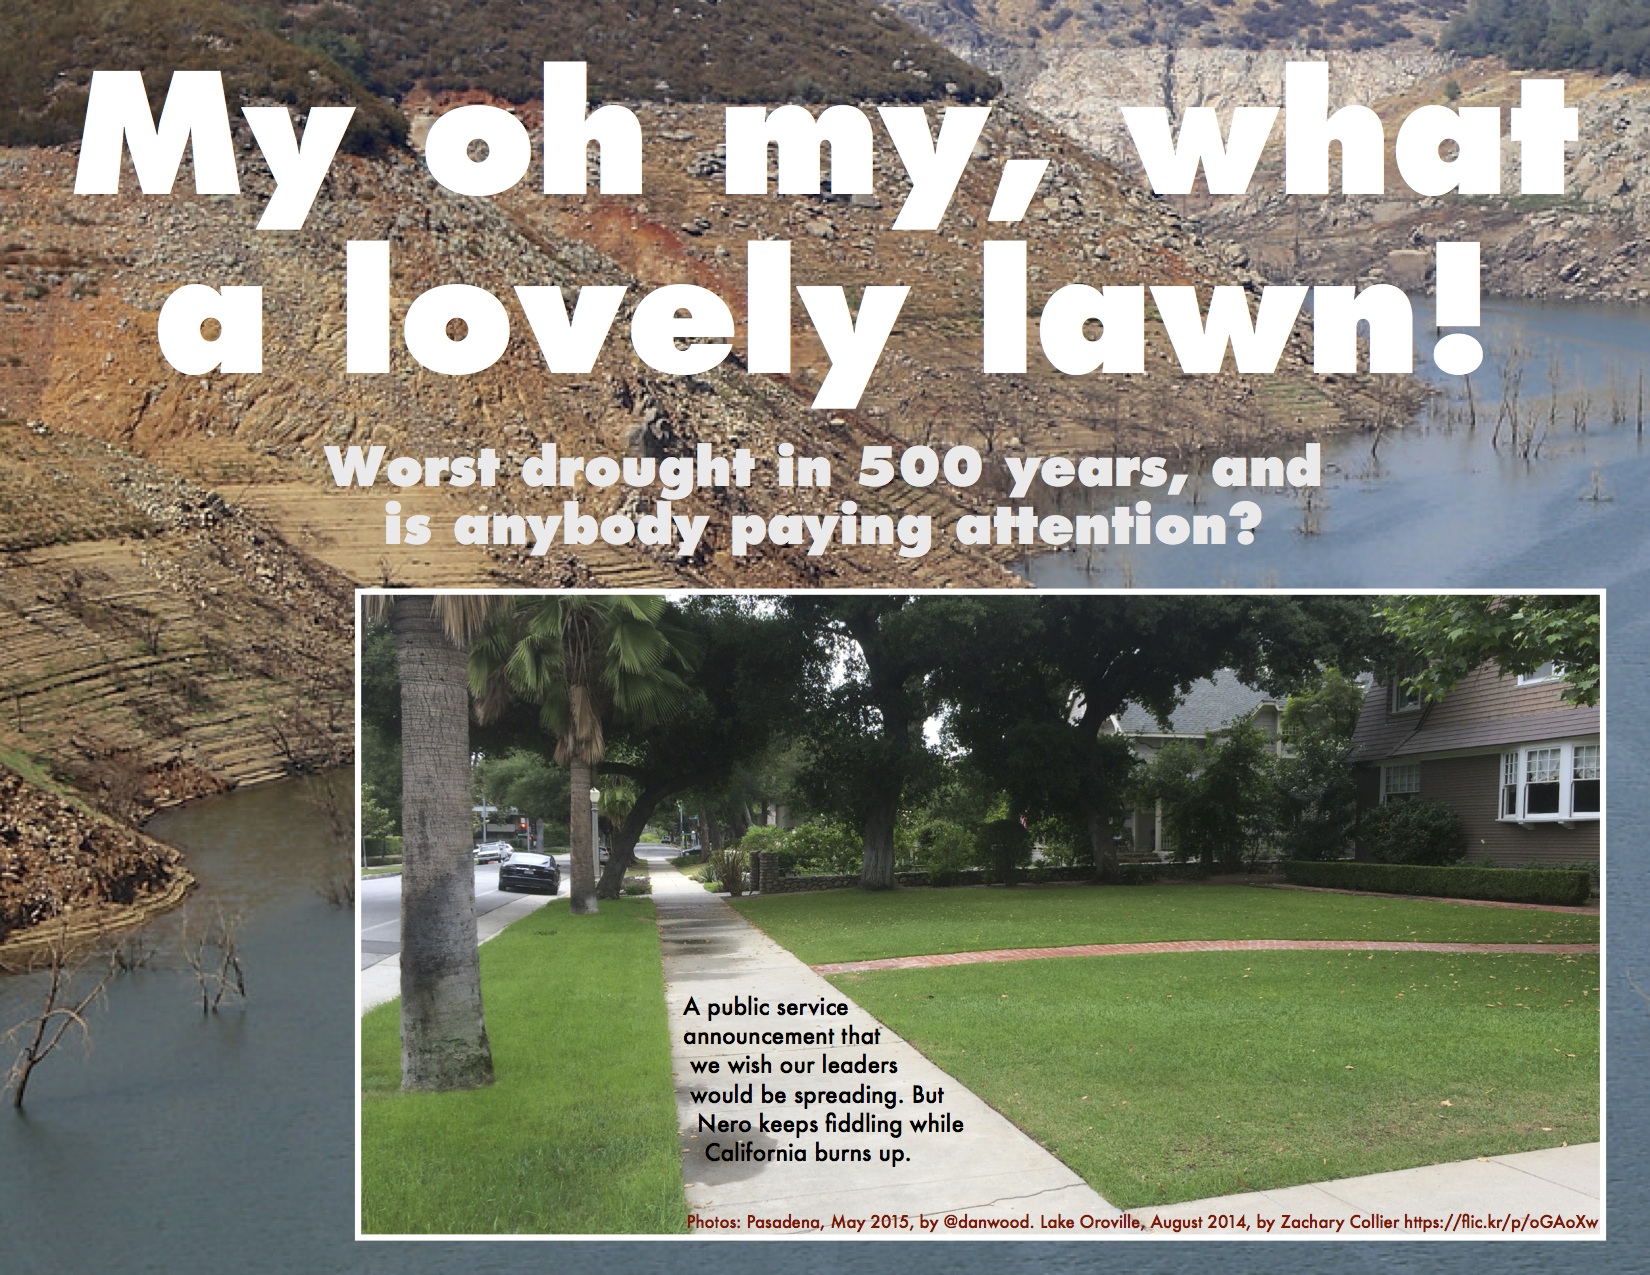 My oh my, what
a lovely lawn!
Worst drought in 500 years, and
is anybody paying attention?
A public service
announcement that
we wish our leaders
would be spreading. But
Nero keeps fiddling while
California burns up.
Photos: Pasadena, May 2015, by @danwood. Lake Oroville, August 2014, by Zachary Collier https://flic.kr/p/oGAoXw